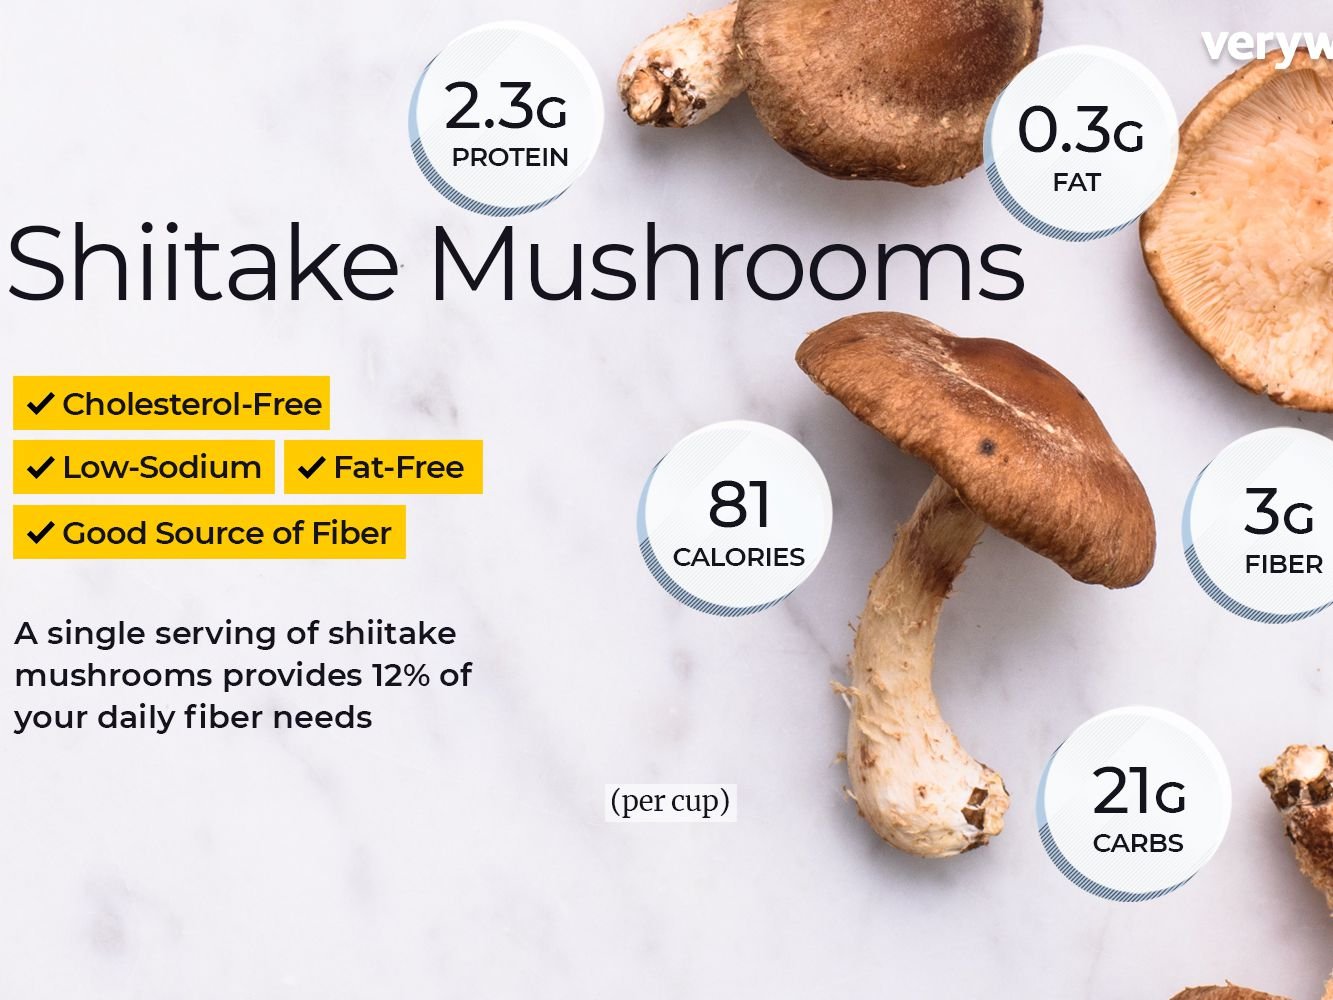 veryw
2.3G
PROTEIN
0.3G
FAT
Shiitake Mushrooms
✓ Cholesterol-Free
✓ Low-Sodium ✓ Fat-Free
✓ Good Source of Fiber
81
CALORIES
3G
FIBER
A single serving of shiitake
mushrooms provides 12% of
your daily fiber needs
(per cup)
21G
CARBS